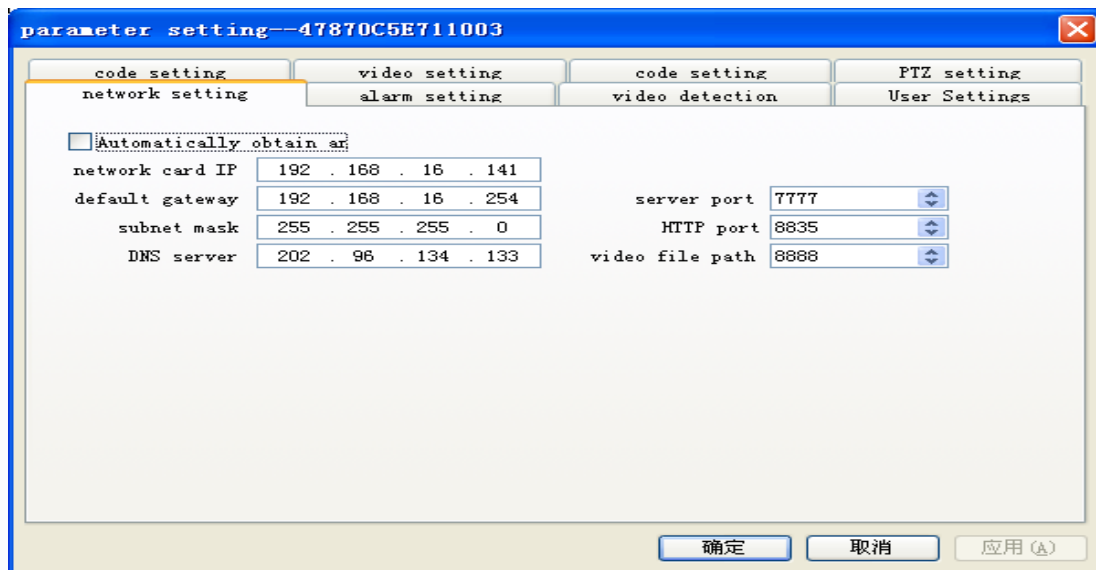 parameter setting--47870C5E711003
code setting video setting code setting PTZ setting
network setting alarm setting video detection User Settings
Automatically obtain ar
network card IP 192 . 168 . 16 . 141
default gateway 192 . 168 . 16 . 254 server port 7777
subnet mask 255 . 255 . 255 . 0 HTTP port 8835
DNS server 202 . 96 . 134 . 133 video file path 8888
确定 取消 应用(A)